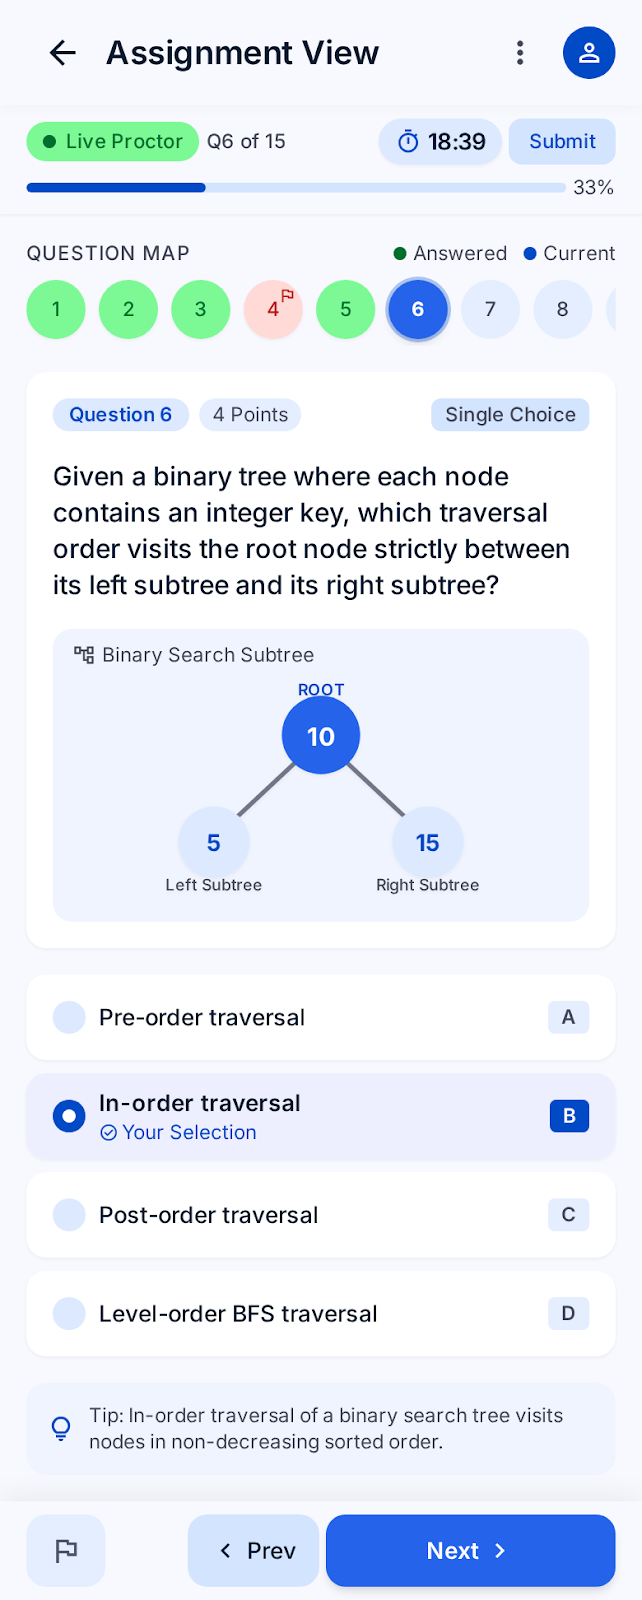 Assignment View
Live Proctor
Q6 of 15
18:39
Submit
33%
QUESTION MAP
Answered
Current
1
2
3
4
5
6
7
8
Question 6
4 Points
Single Choice
Given a binary tree where each node
contains an integer key, which traversal
order visits the root node strictly between
its left subtree and its right subtree?
Binary Search Subtree
ROOT
10
5
15
Left Subtree
Right Subtree
Pre-order traversal
A
In-order traversal
Your Selection
B
Post-order traversal
C
Level-order BFS traversal
D
Tip: In-order traversal of a binary search tree visits
nodes in non-decreasing sorted order.
Prev
Next